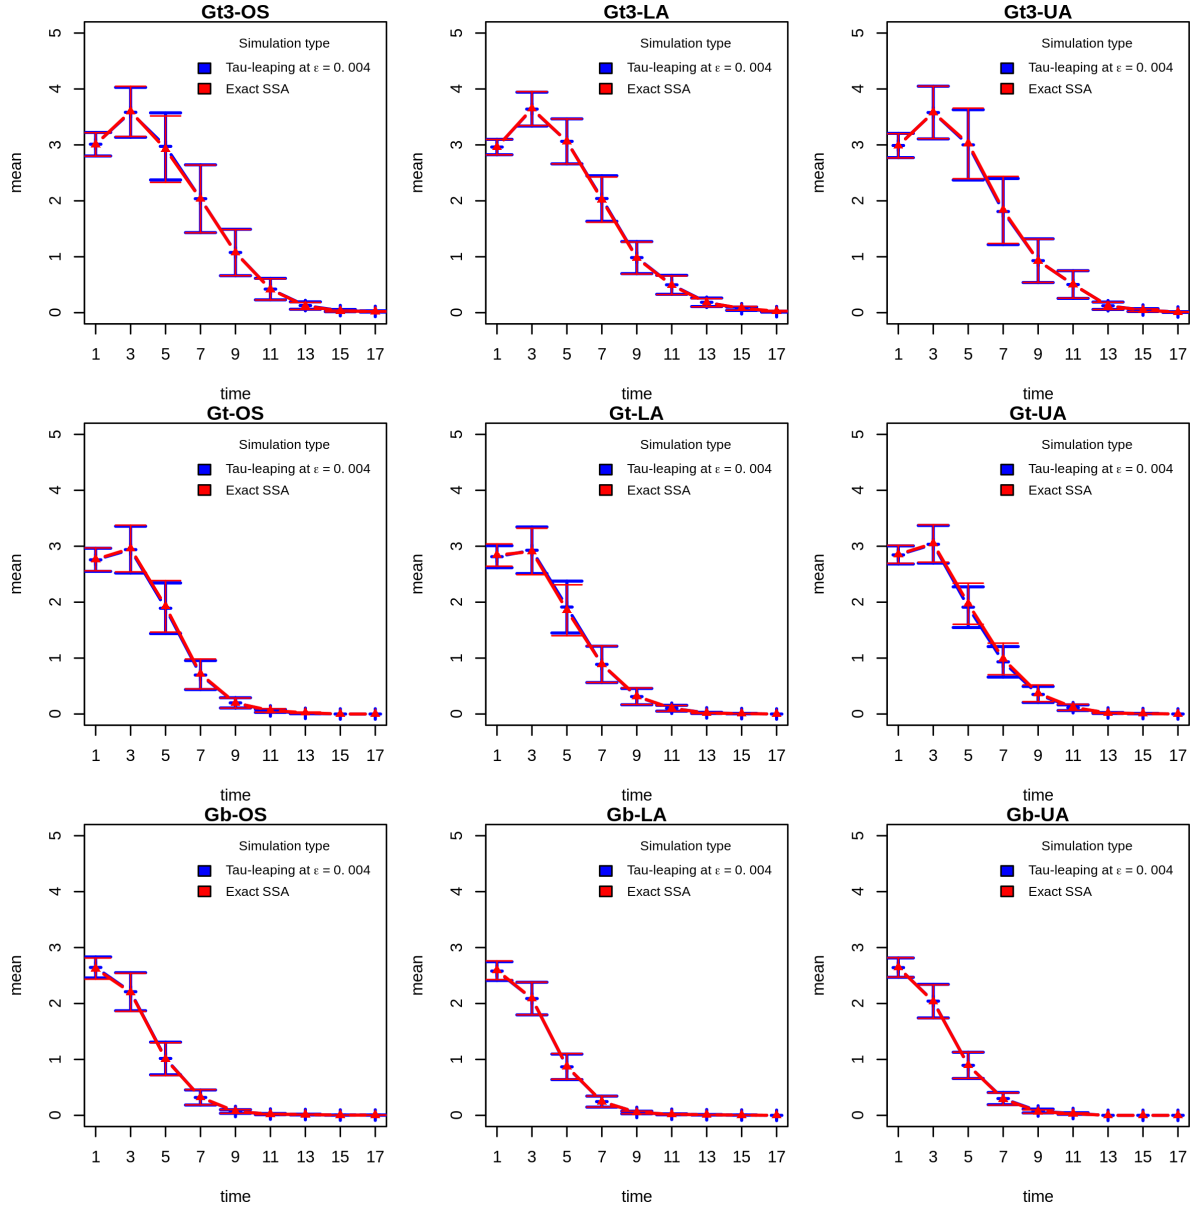 Gt3-OS
Gt3-LA
Gt3-UA
5
4
3
2
1
0
mean
Simulation type
Tau-leaping at ε = 0. 004
Exact SSA
1 3 5 7 9 11 13 15 17
time
5
4
3
2
1
0
mean
Simulation type
Tau-leaping at ε = 0. 004
Exact SSA
1 3 5 7 9 11 13 15 17
time
5
4
3
2
1
0
mean
Simulation type
Tau-leaping at ε = 0. 004
Exact SSA
1 3 5 7 9 11 13 15 17
time
Gt-OS
Gt-LA
Gt-UA
5
4
3
2
1
0
mean
Simulation type
Tau-leaping at ε = 0. 004
Exact SSA
1 3 5 7 9 11 13 15 17
time
5
4
3
2
1
0
mean
Simulation type
Tau-leaping at ε = 0. 004
Exact SSA
1 3 5 7 9 11 13 15 17
time
5
4
3
2
1
0
mean
Simulation type
Tau-leaping at ε = 0. 004
Exact SSA
1 3 5 7 9 11 13 15 17
time
Gb-OS
Gb-LA
Gb-UA
5
4
3
2
1
0
mean
Simulation type
Tau-leaping at ε = 0. 004
Exact SSA
1 3 5 7 9 11 13 15 17
time
5
4
3
2
1
0
mean
Simulation type
Tau-leaping at ε = 0. 004
Exact SSA
1 3 5 7 9 11 13 15 17
time
5
4
3
2
1
0
mean
Simulation type
Tau-leaping at ε = 0. 004
Exact SSA
1 3 5 7 9 11 13 15 17
time